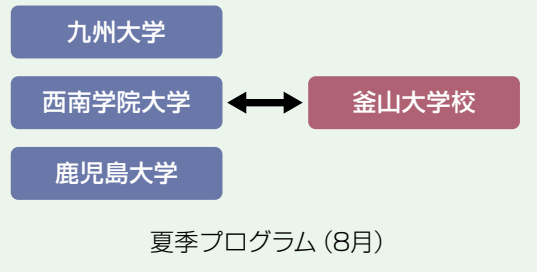 九州大学
西南学院大学
釜山大学校
鹿児島大学
夏季プログラム（8月）